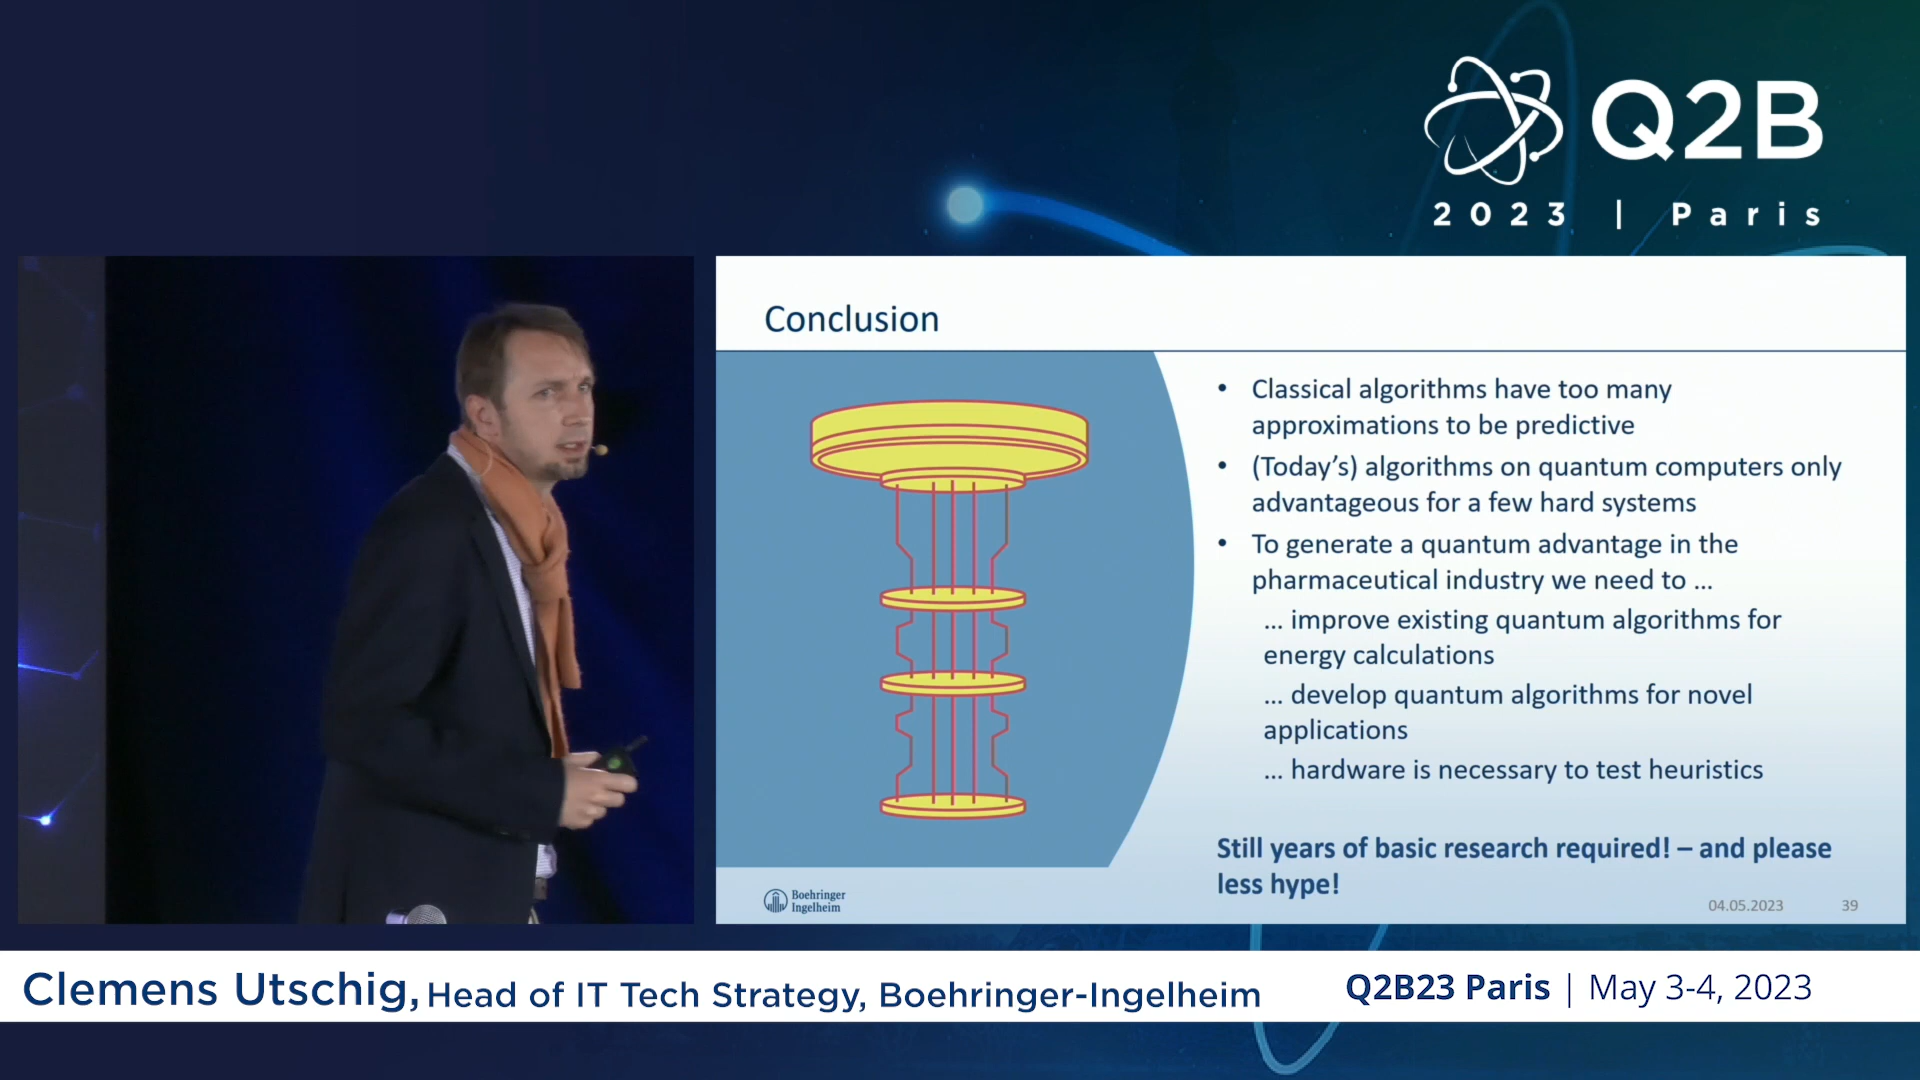 Q2B
2023 | Paris
Conclusion
• Classical algorithms have too many
approximations to be predictive
• (Today's) algorithms on quantum computers only
advantageous for a few hard systems
• To generate a quantum advantage in the
pharmaceutical industry we need to ...
... improve existing quantum algorithms for
energy calculations
... develop quantum algorithms for novel
applications
... hardware is necessary to test heuristics
Still years of basic research required! – and please
less hype!
Boehringer
Ingelheim
04.05.2023 39
Clemens Utschig, Head of IT Tech Strategy, Boehringer-Ingelheim
Q2B23 Paris | May 3-4, 2023